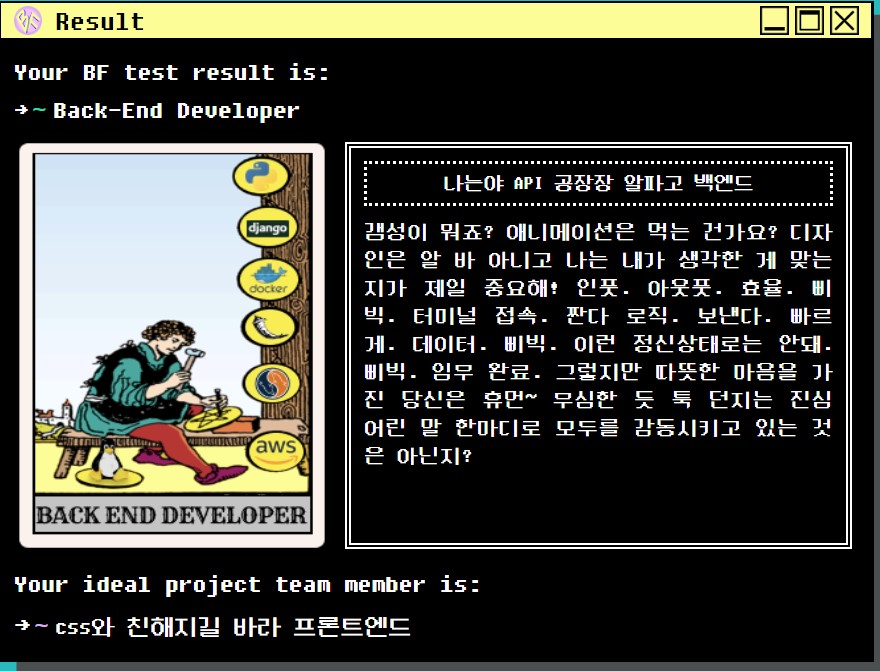 Result
Your BF test result is:
→ ~ Back-End Developer
django
docker
aws
BACK END DEVELOPER
나는야 API 공장장 알파고 백엔드
갬성이 뭐죠? 애니메이션은 먹는 건가요? 디자
인은 알 바 아니고 나는 내가 생각한 게 맞는
지가 제일 중요해! 인풋. 아웃풋. 효율. 삐
빅. 터미널 접속. 짠다 로직. 보낸다. 빠르
게. 데이터. 삐빅. 이런 정신상태로는 안돼.
삐빅. 임무 완료. 그렇지만 따뜻한 마음을 가
진 당신은 휴먼~ 무심한 듯 툭 던지는 진심
어린 말 한마디로 모두를 감동시키고 있는 것
은 아닌지?
Your ideal project team member is:
→ ~ css와 친해지길 바라 프론트엔드